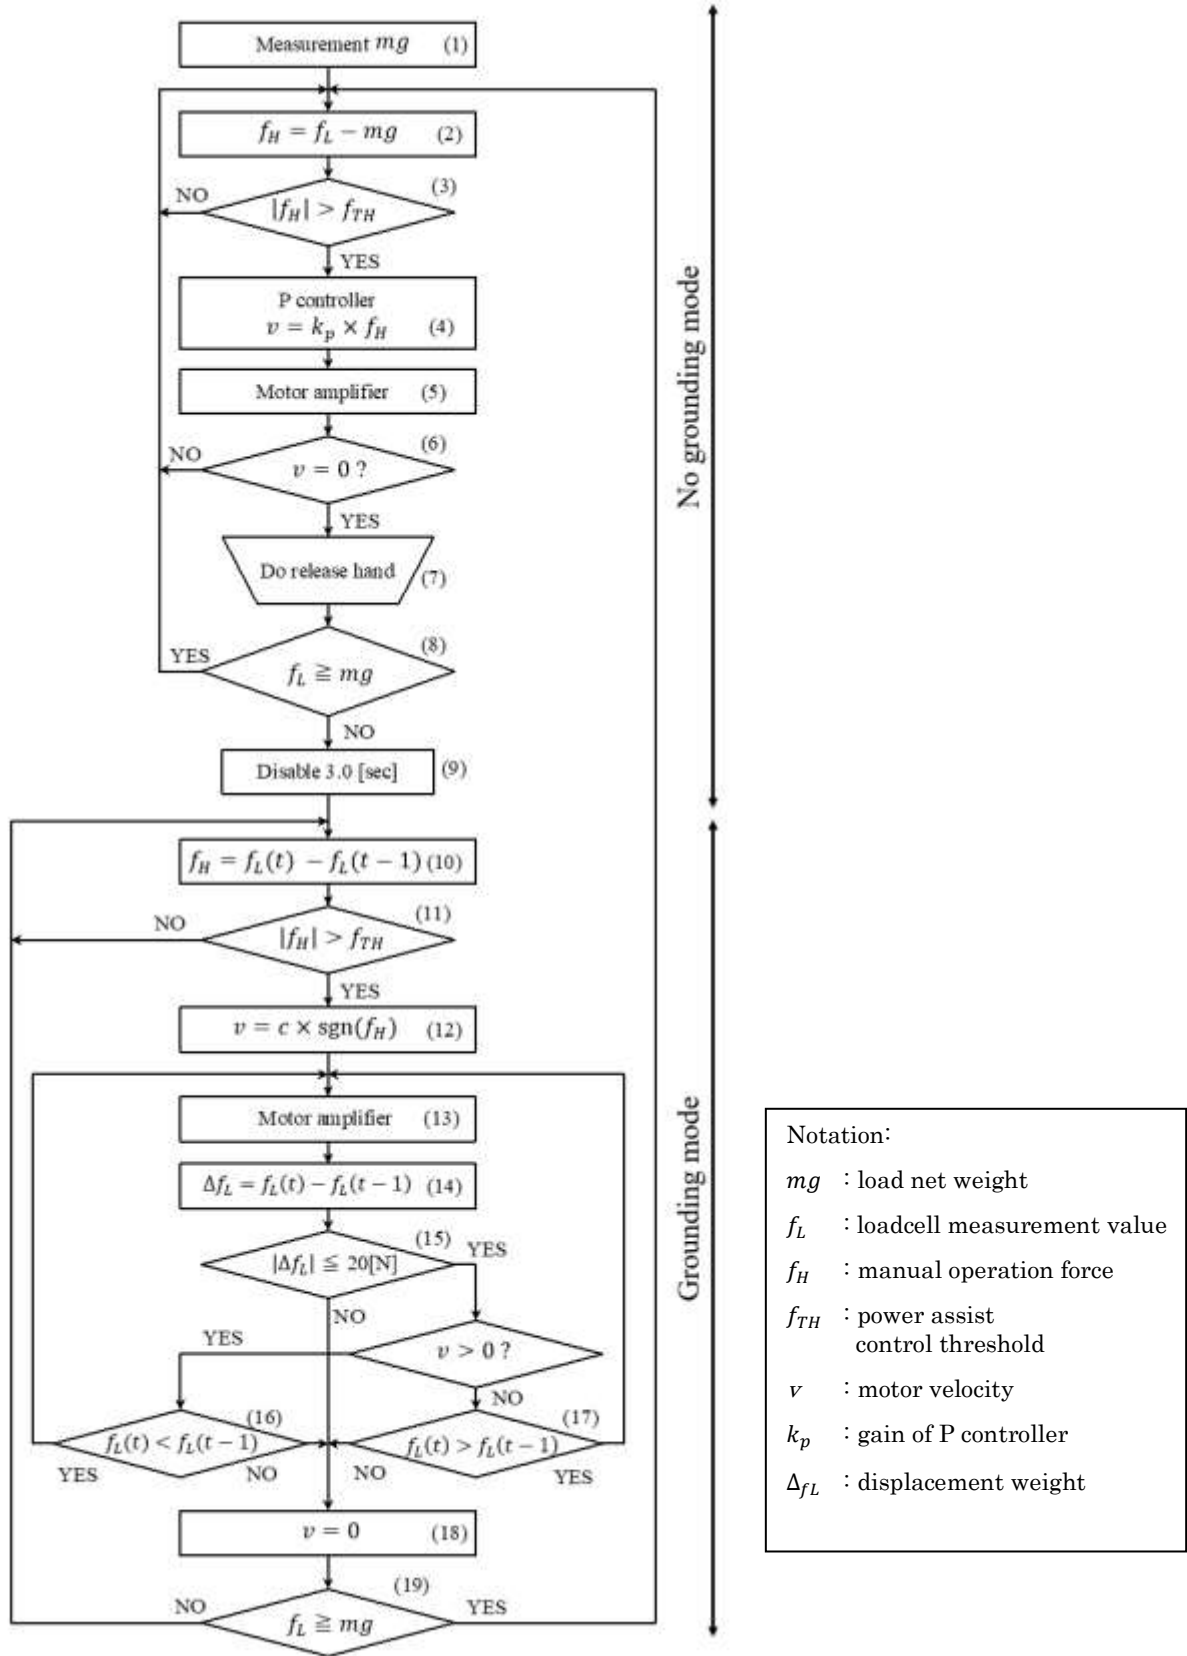 Measurement mg (1)
f_H = f_L − mg (2)
(3)
NO
|f_H| > f_TH
YES
P controller
v = k_p × f_H (4)
Motor amplifier (5)
(6)
NO
v = 0 ?
YES
Do release hand (7)
(8)
YES
f_L ≧ mg
NO
Disable 3.0 [sec] (9)
No grounding mode
f_H = f_L(t) − f_L(t − 1) (10)
(11)
NO
|f_H| > f_TH
YES
v = c × sgn(f_H) (12)
Motor amplifier (13)
Δf_L = f_L(t) − f_L(t − 1) (14)
(15)
YES
|Δf_L| ≦ 20[N]
NO
YES
v > 0 ?
NO
(16)
(17)
f_L(t) < f_L(t − 1)
f_L(t) > f_L(t − 1)
YES
NO
NO
YES
v = 0 (18)
(19)
NO
YES
f_L ≧ mg
Grounding mode
Notation:
mg : load net weight
f_L : loadcell measurement value
f_H : manual operation force
f_TH : power assist
control threshold
v : motor velocity
k_p : gain of P controller
Δ_fL : displacement weight